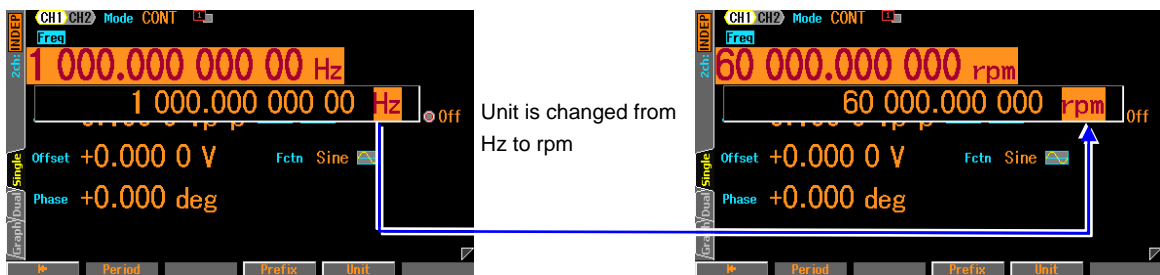 2ch: INDEP
CH1 CH2 Mode CONT 1
Freq
1 000.000 000 00 Hz
1 000.000 000 00 Hz
Off
Offset +0.000 0 V Fctn Sine
Phase +0.000 deg
Single
Graph Dual
Period Prefix Unit
Unit is changed from
Hz to rpm
2ch: INDEP
CH1 CH2 Mode CONT 1
Freq
60 000.000 000 rpm
60 000.000 000 rpm
Off
Offset +0.000 0 V Fctn Sine
Phase +0.000 deg
Single
Graph Dual
Period Prefix Unit